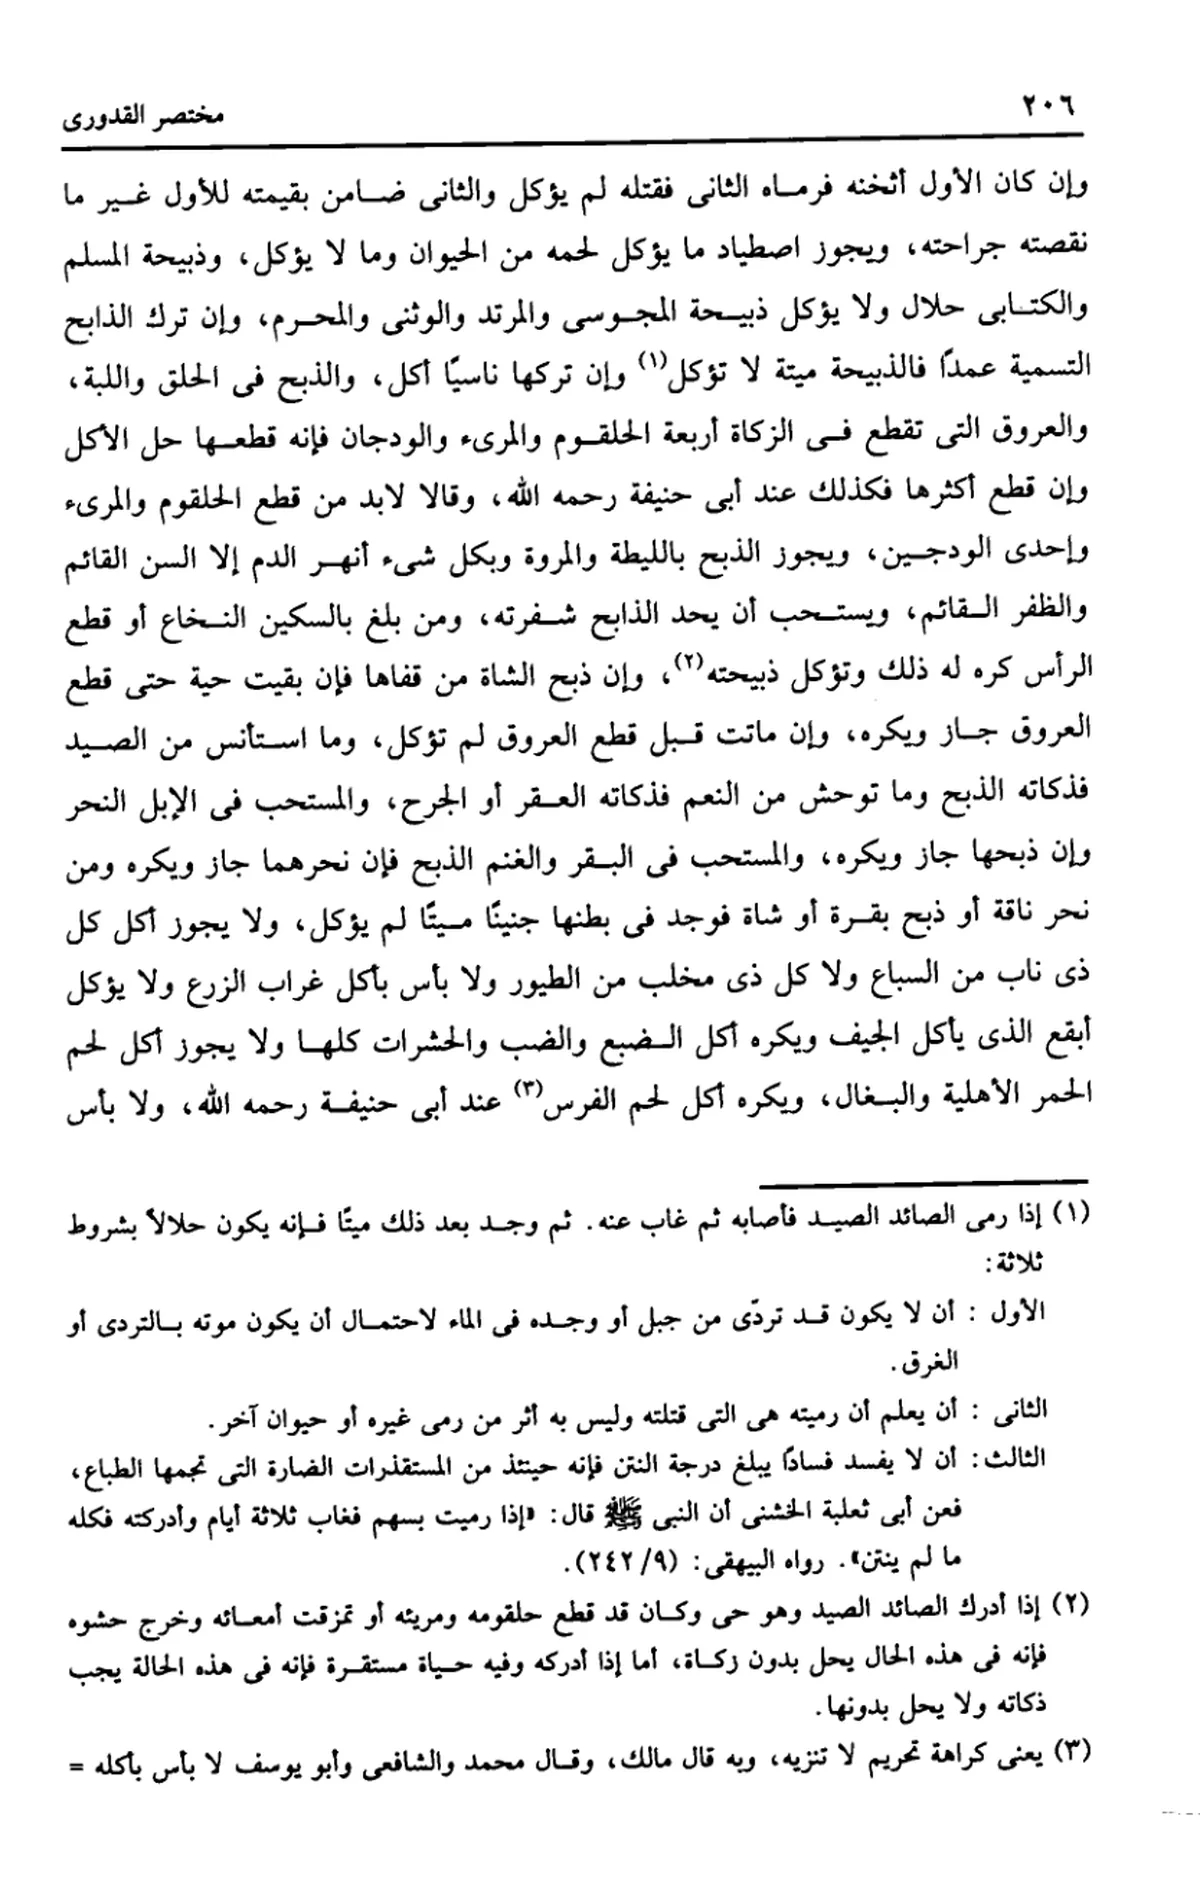 ٢٠٦
مختصر القدورى
وإن كان الأول أثخنه فرماه الثانى فقتله لم يؤكل والثانى ضامن بقيمته للأول غير ما
نقصته جراحته، ويجوز اصطياد ما يؤكل لحمه من الحيوان وما لا يؤكل، وذبيحة المسلم
والكتابى حلال ولا يؤكل ذبيحة المجوسى والمرتد والوثنى والمحرم، وإن ترك الذابح
التسمية عمدًا فالذبيحة ميتة لا تؤكل(١) وإن تركها ناسيًا أكل، والذبح فى الحلق واللبة،
والعروق التى تقطع فى الزكاة أربعة الحلقوم والمرىء والودجان فإنه قطعها حل الأكل
وإن قطع أكثرها فكذلك عند أبى حنيفة رحمه الله، وقالا لابد من قطع الحلقوم والمرىء
وإحدى الودجين، ويجوز الذبح بالليطة والمروة وبكل شىء أنهر الدم إلا السن القائم
والظفر القائم، ويستحب أن يحد الذابح شفرته، ومن بلغ بالسكين النخاع أو قطع
الرأس كره له ذلك وتؤكل ذبيحته(٢)، وإن ذبح الشاة من قفاها فإن بقيت حية حتى قطع
العروق جاز ويكره، وإن ماتت قبل قطع العروق لم تؤكل، وما استأنس من الصيد
فذكاته الذبح وما توحش من النعم فذكاته العقر أو الجرح، والمستحب فى الإبل النحر
وإن ذبحها جاز ويكره، والمستحب فى البقر والغنم الذبح فإن نحرهما جاز ويكره ومن
نحر ناقة أو ذبح بقرة أو شاة فوجد فى بطنها جنينًا ميتًا لم يؤكل، ولا يجوز أكل كل
ذى ناب من السباع ولا كل ذى مخلب من الطيور ولا بأس بأكل غراب الزرع ولا يؤكل
أبقع الذى يأكل الجيف ويكره أكل الضبع والضب والحشرات كلها ولا يجوز أكل لحم
الحمر الأهلية والبغال، ويكره أكل لحم الفرس(٣) عند أبى حنيفة رحمه الله، ولا بأس
(١) إذا رمى الصائد الصيد فأصابه ثم غاب عنه. ثم وجد بعد ذلك ميتًا فإنه يكون حلالاً بشروط
ثلاثة:
الأول : أن لا يكون قد تردّى من جبل أو وجده فى الماء لاحتمال أن يكون موته بالتردى أو
الغرق.
الثانى : أن يعلم أن رميته هى التى قتلته وليس به أثر من رمى غيره أو حيوان آخر.
الثالث: أن لا يفسد فسادًا يبلغ درجة النتن فإنه حينئذ من المستقذرات الضارة التى تجمها الطباع،
فعن أبى ثعلبة الخشنى أن النبى ﷺ قال: «إذا رميت بسهم فغاب ثلاثة أيام وأدركته فكله
ما لم ينتن». رواه البيهقى: (٩/ ٢٤٢).
(٢) إذا أدرك الصائد الصيد وهو حى وكان قد قطع حلقومه ومريئه أو تمزقت أمعائه وخرج حشوه
فإنه فى هذه الحال يحل بدون زكاة، أما إذا أدركه وفيه حياة مستقرة فإنه فى هذه الحالة يجب
ذكاته ولا يحل بدونها.
(٣) يعنى كراهة تحريم لا تنزيه، وبه قال مالك، وقال محمد والشافعى وأبو يوسف لا بأس بأكله =